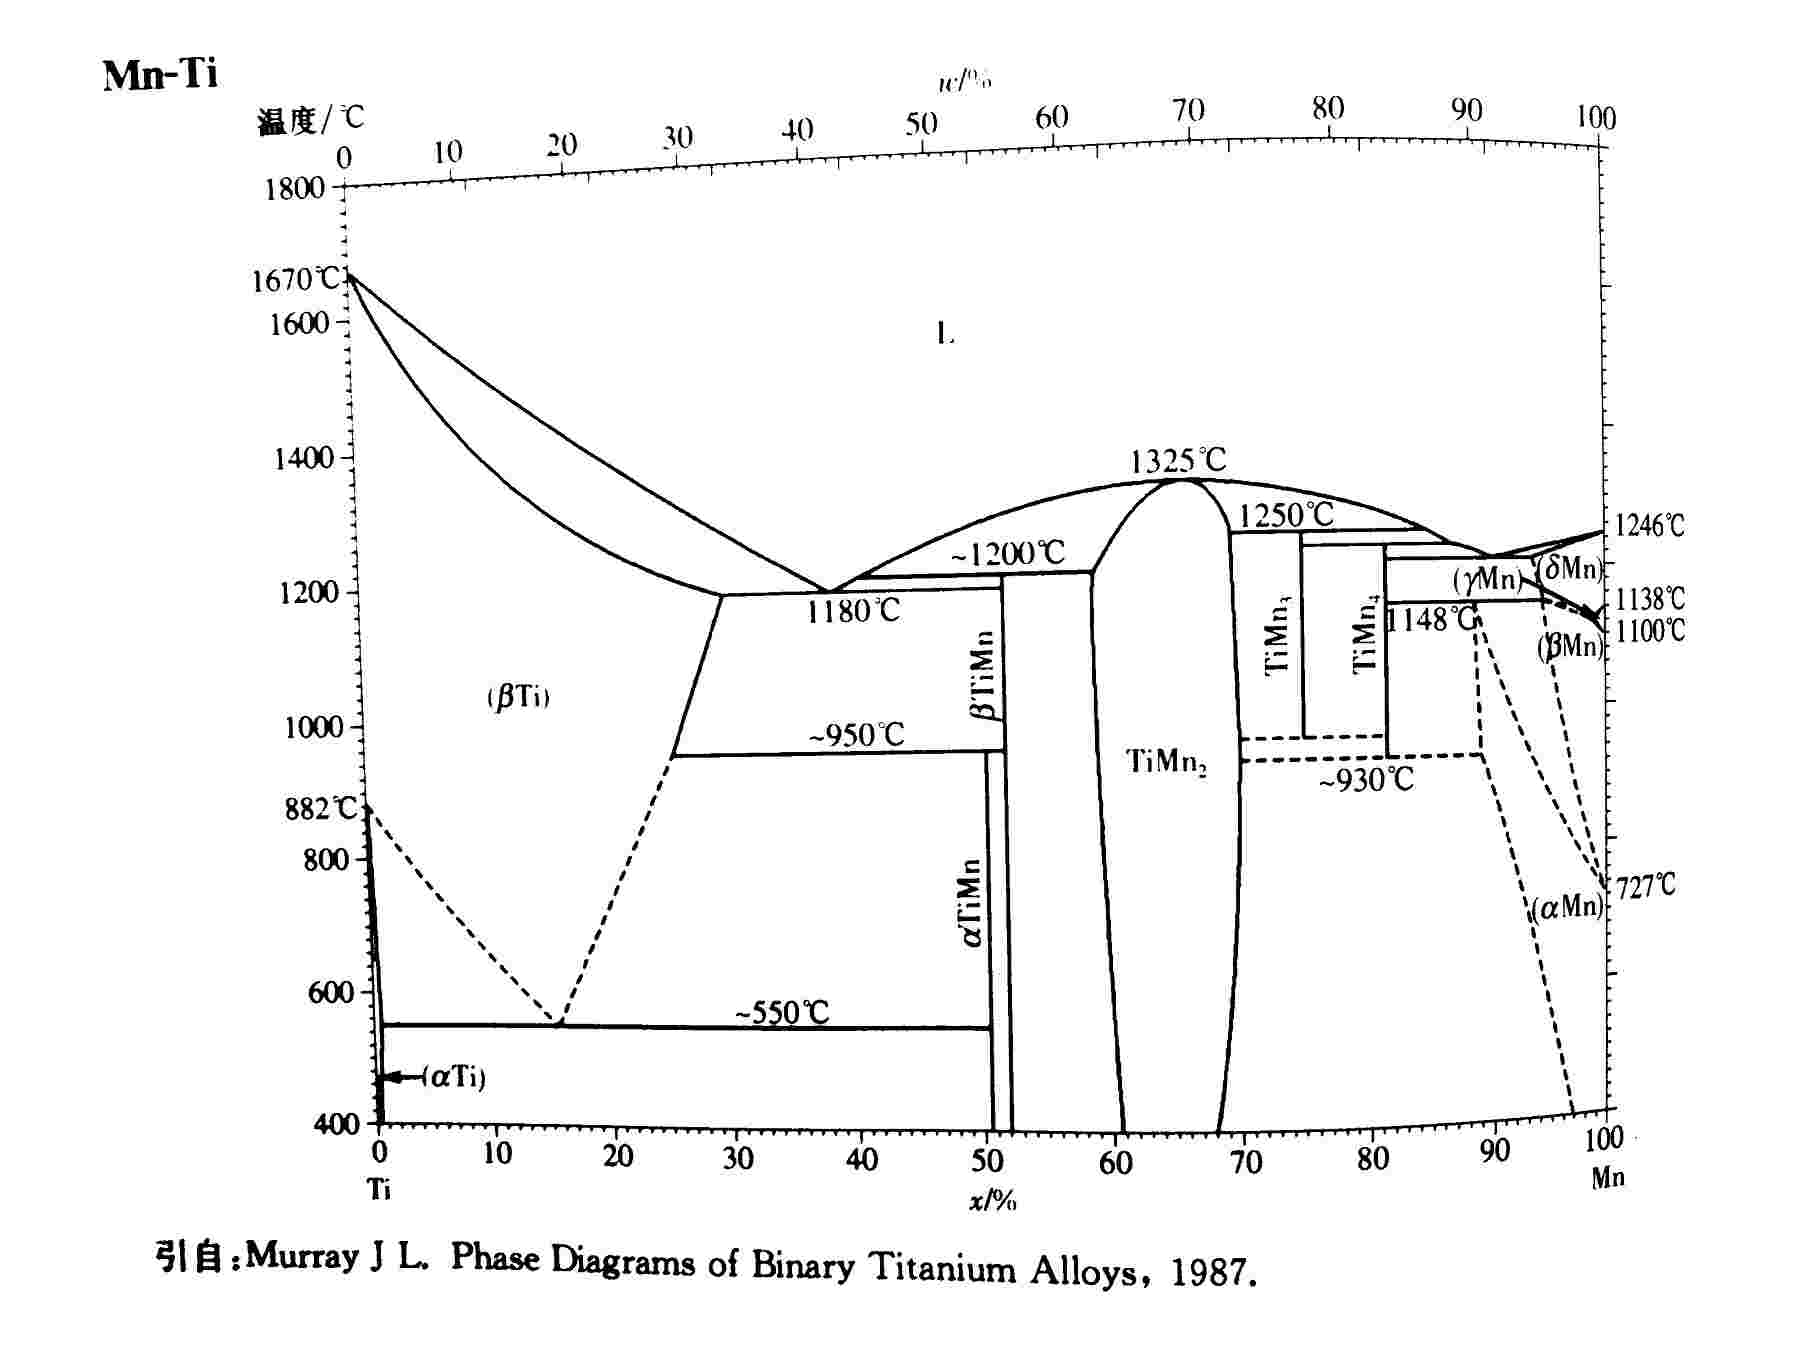 Mn-Ti
w/%
温度/℃
0 10 20 30 40 50 60 70 80 90 100
1800
1670℃
1600
L
1400
1325℃
1250℃
1246℃
~1200℃
(γMn)
(δMn)
1200
1180℃
TiMn3
TiMn4
1148℃
1138℃
1100℃
(βMn)
βTiMn
(βTi)
1000
~950℃
TiMn2
~930℃
882℃
800
αTiMn
727℃
(αMn)
600
~550℃
(αTi)
400
0 10 20 30 40 50 60 70 80 90 100
Ti
x/%
Mn
引自:Murray J L. Phase Diagrams of Binary Titanium Alloys, 1987.